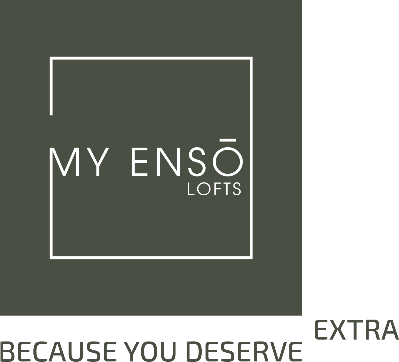 MY ENSŌ
LOFTS
EXTRA
BECAUSE YOU DESERVE